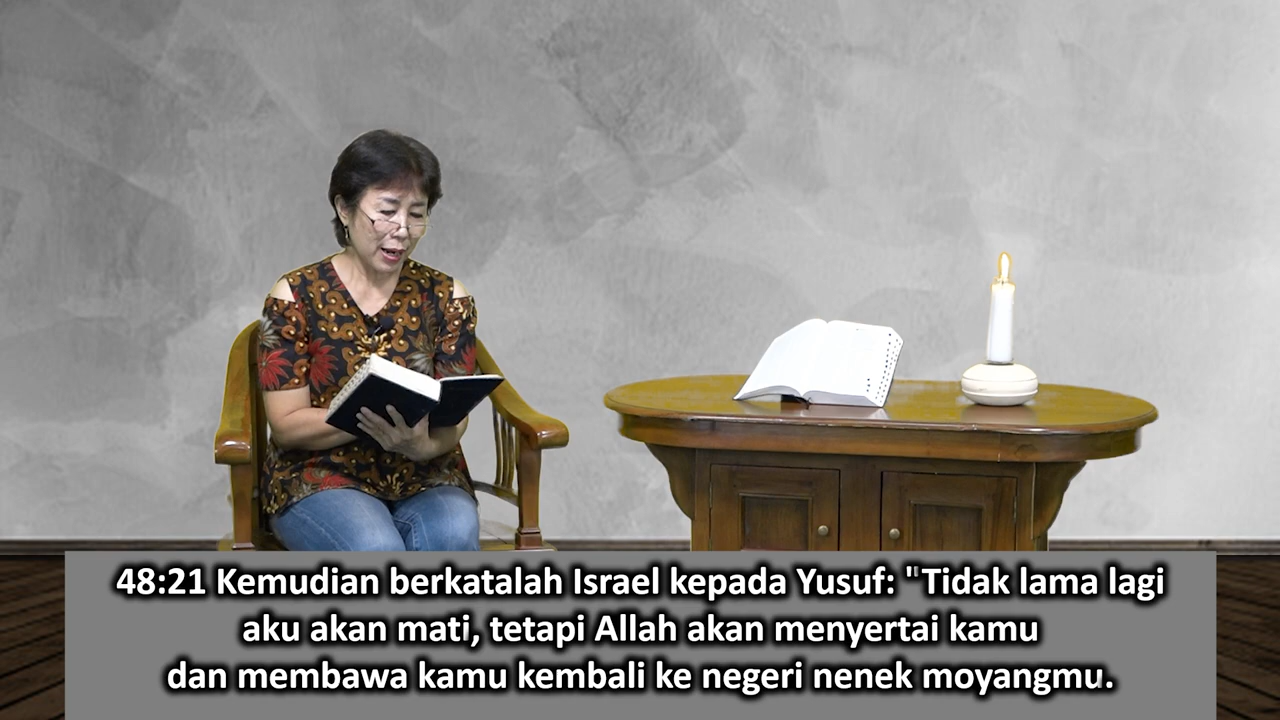 48:21 Kemudian berkatalah Israel kepada Yusuf: "Tidak lama lagi
aku akan mati, tetapi Allah akan menyertai kamu
dan membawa kamu kembali ke negeri nenek moyangmu.